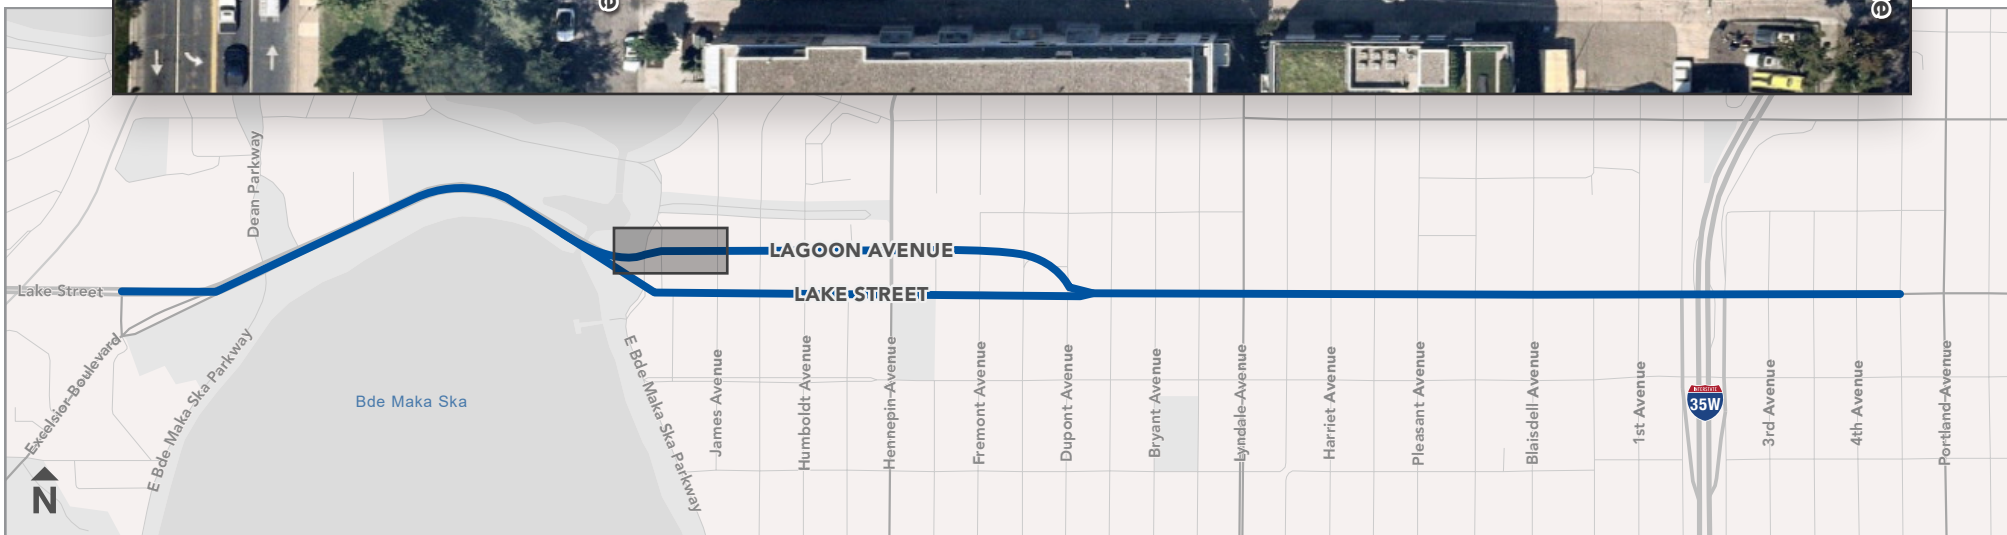 e
e
Dean Parkway
LAGOON AVENUE
Lake Street
LAKE STREET
Excelsior Boulevard
E Bde Maka Ska Parkway
Bde Maka Ska
E Bde Maka Ska Parkway
James Avenue
Humboldt Avenue
Hennepin Avenue
Fremont Avenue
Dupont Avenue
Bryant Avenue
Lyndale Avenue
Harriet Avenue
Pleasant Avenue
Blaisdell Avenue
1st Avenue
INTERSTATE
35W
3rd Avenue
4th Avenue
Portland Avenue
N